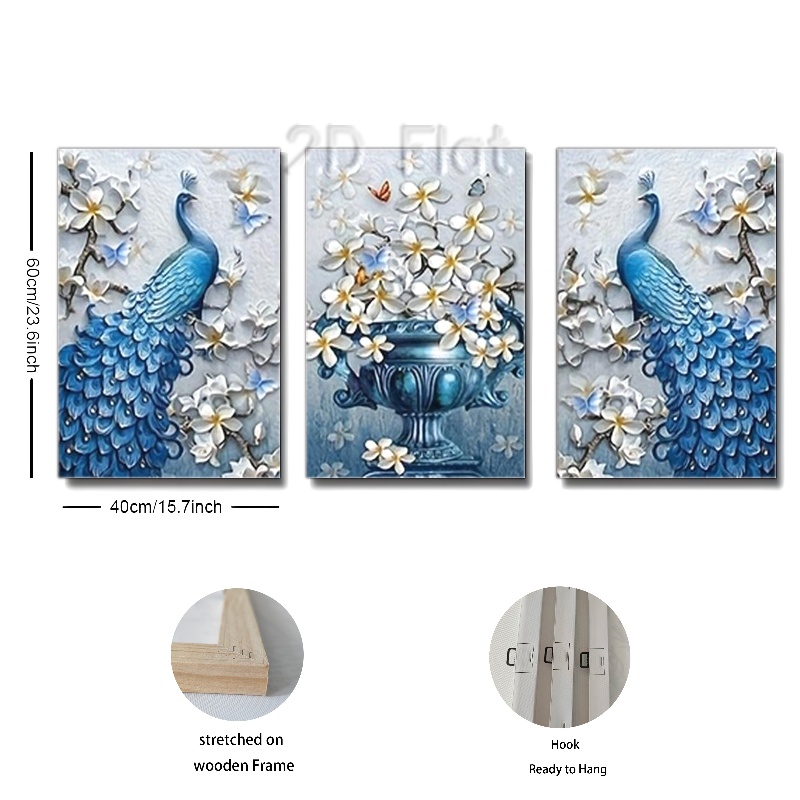 2D Flat
60cm/23.6inch
40cm/15.7inch
stretched on
wooden Frame
Hook
Ready to Hang